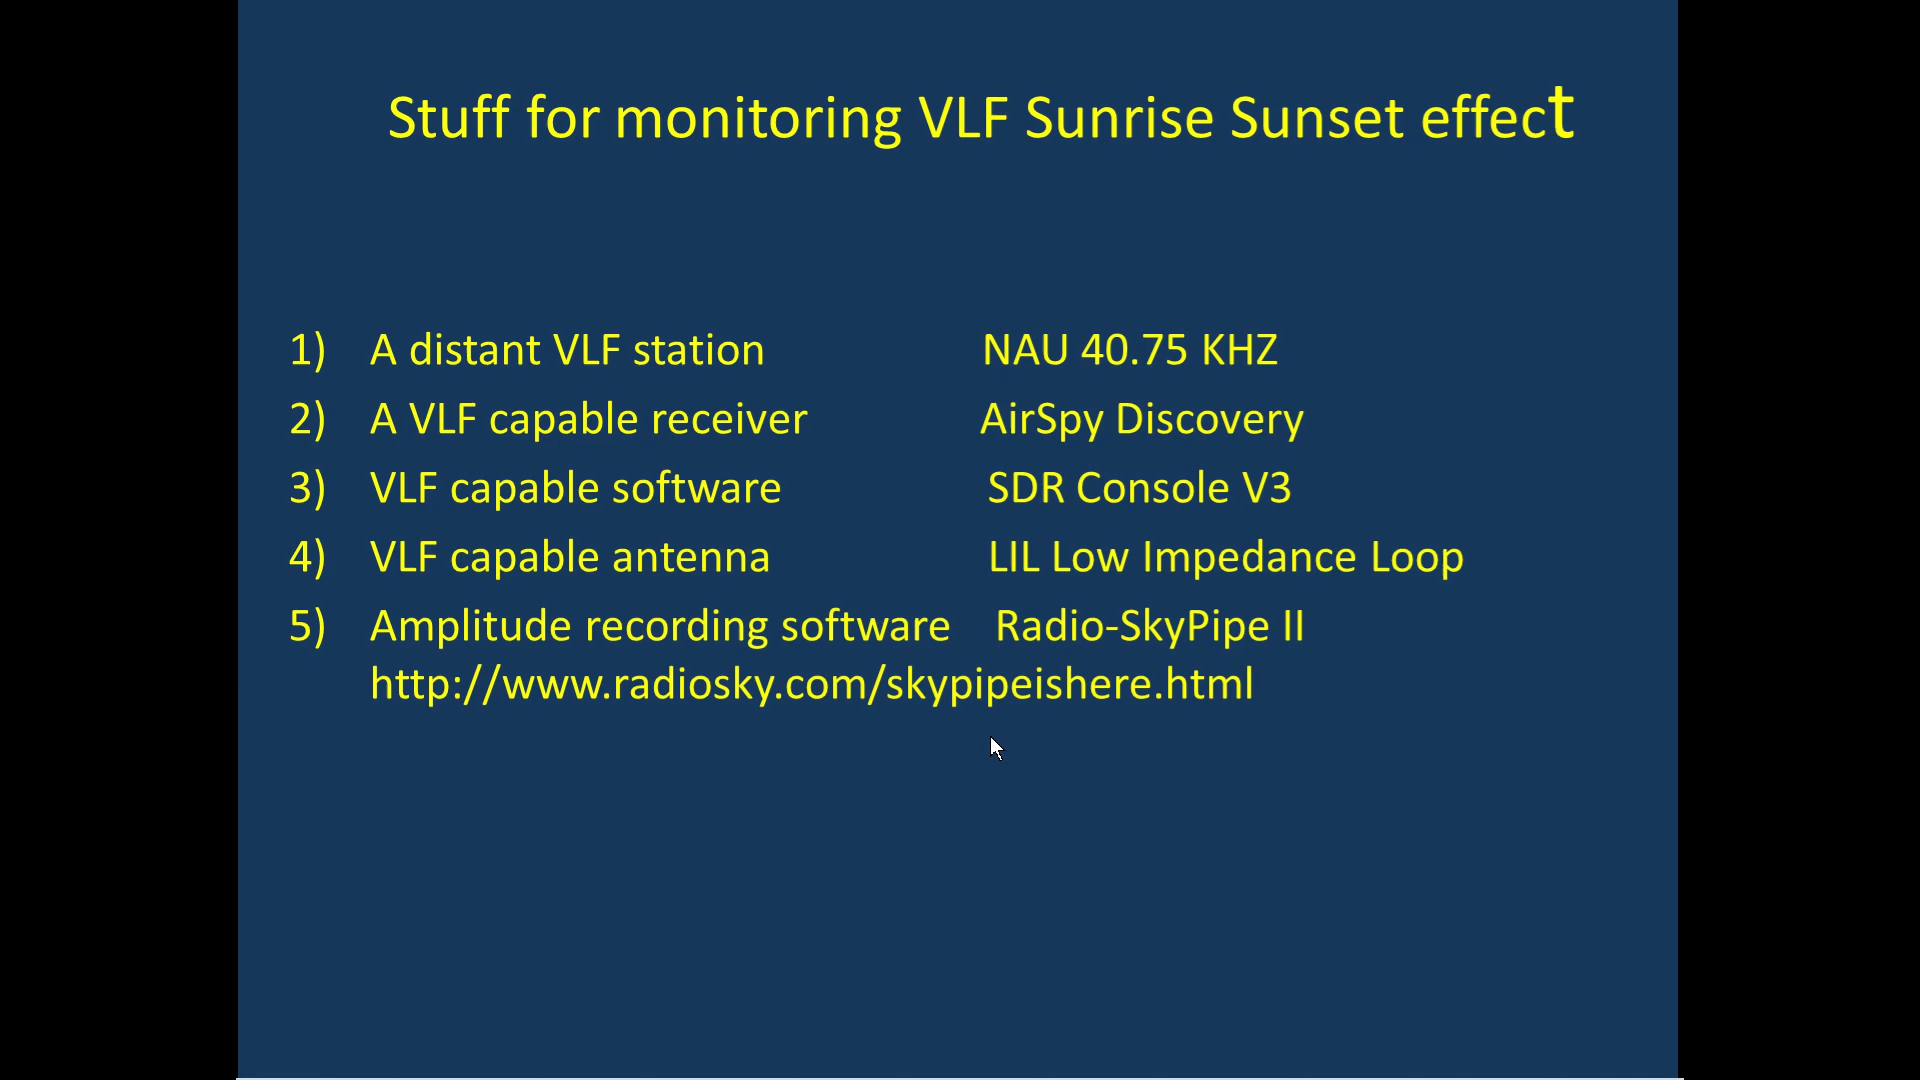 Stuff for monitoring VLF Sunrise Sunset effect
1) A distant VLF station NAU 40.75 KHZ
2) A VLF capable receiver AirSpy Discovery
3) VLF capable software SDR Console V3
4) VLF capable antenna LIL Low Impedance Loop
5) Amplitude recording software Radio-SkyPipe II
http://www.radiosky.com/skypipeishere.html